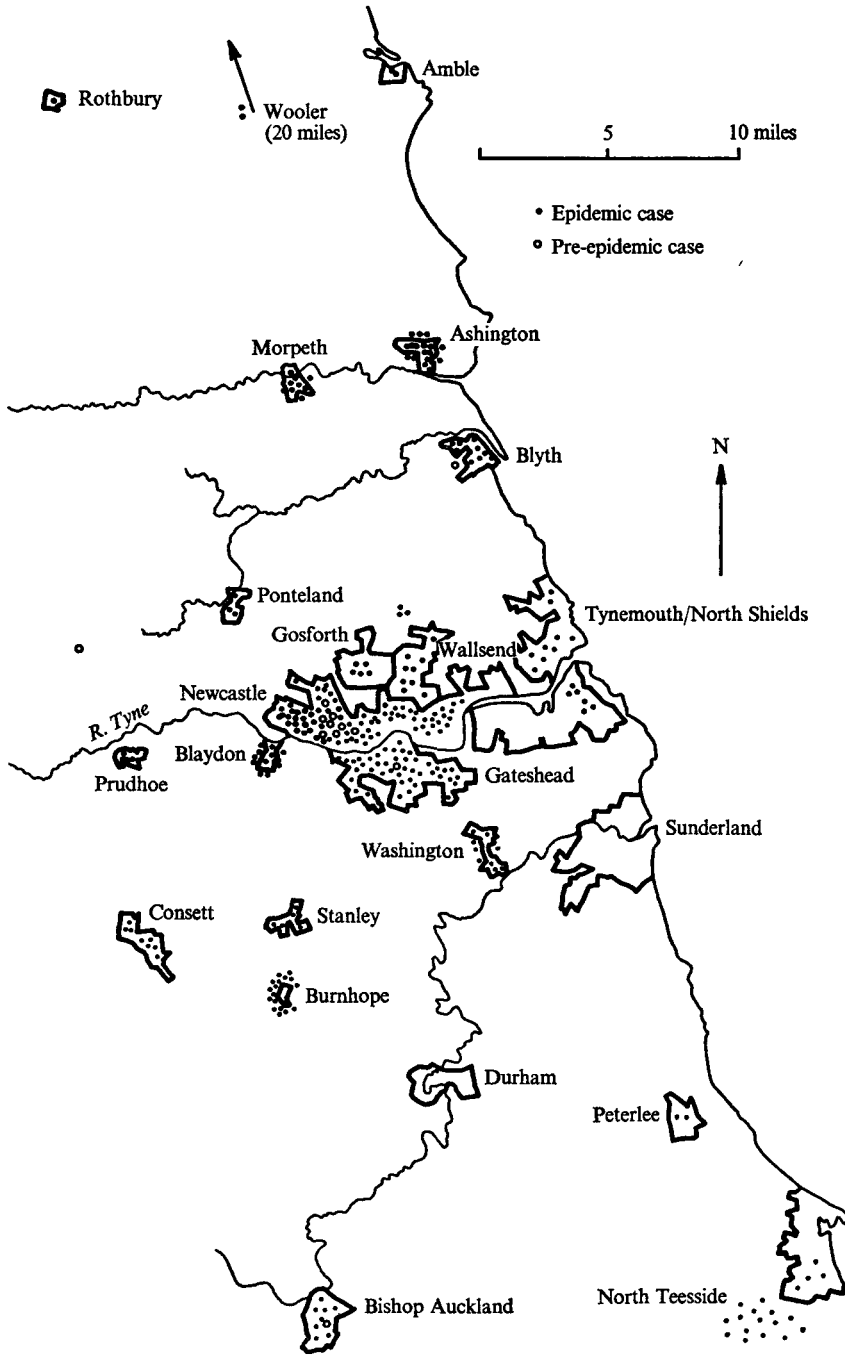 Amble
Rothbury
Wooler
(20 miles)
5
10 miles
Epidemic case
Pre-epidemic case
Ashington
Morpeth
N
Blyth
Ponteland
Tynemouth/North Shields
Gosforth
Wallsend
Newcastle
R. Tyne
Blaydon
Prudhoe
Gateshead
Sunderland
Washington
Consett
Stanley
Burnhope
Durham
Peterlee
North Teesside
Bishop Auckland